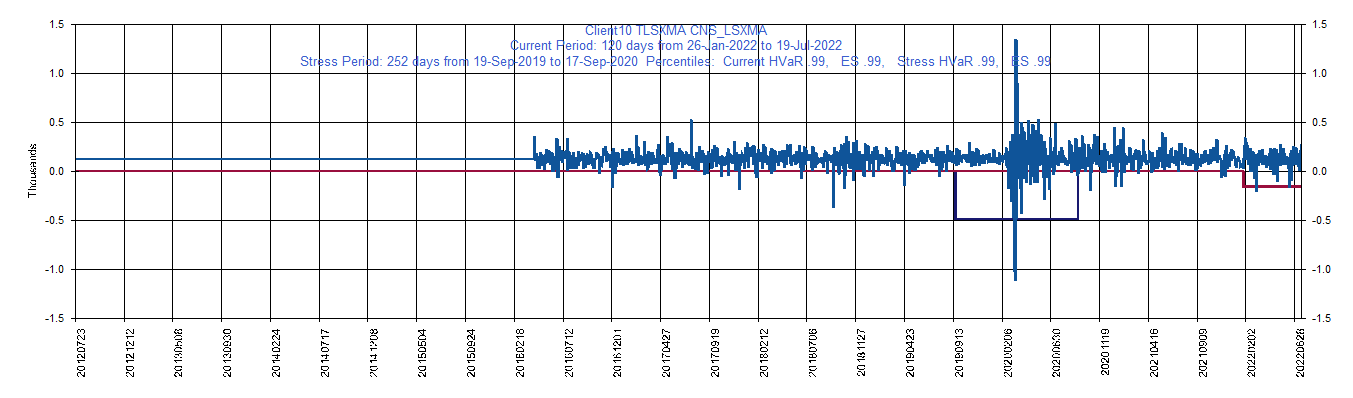 Client10 TLSXMA CNS_LSXMA
Current Period: 120 days from 26-Jan-2022 to 19-Jul-2022
Stress Period: 252 days from 19-Sep-2019 to 17-Sep-2020 Percentiles: Current HVaR .99, ES .99, Stress HVaR .99, ES .99
Thousands
1.5 1.5
1.0 1.0
0.5 0.5
0.0 0.0
-0.5 -0.5
-1.0 -1.0
-1.5 -1.5
20120723 20121212 20130508 20130930 20140224 20140717 20141208 20150504 20150924 20160218 20160712 20161201 20170427 20170919 20180212 20180706 20181127 20190423 20190913 20200206 20200630 20201119 20210416 20210909 20220202 20220628